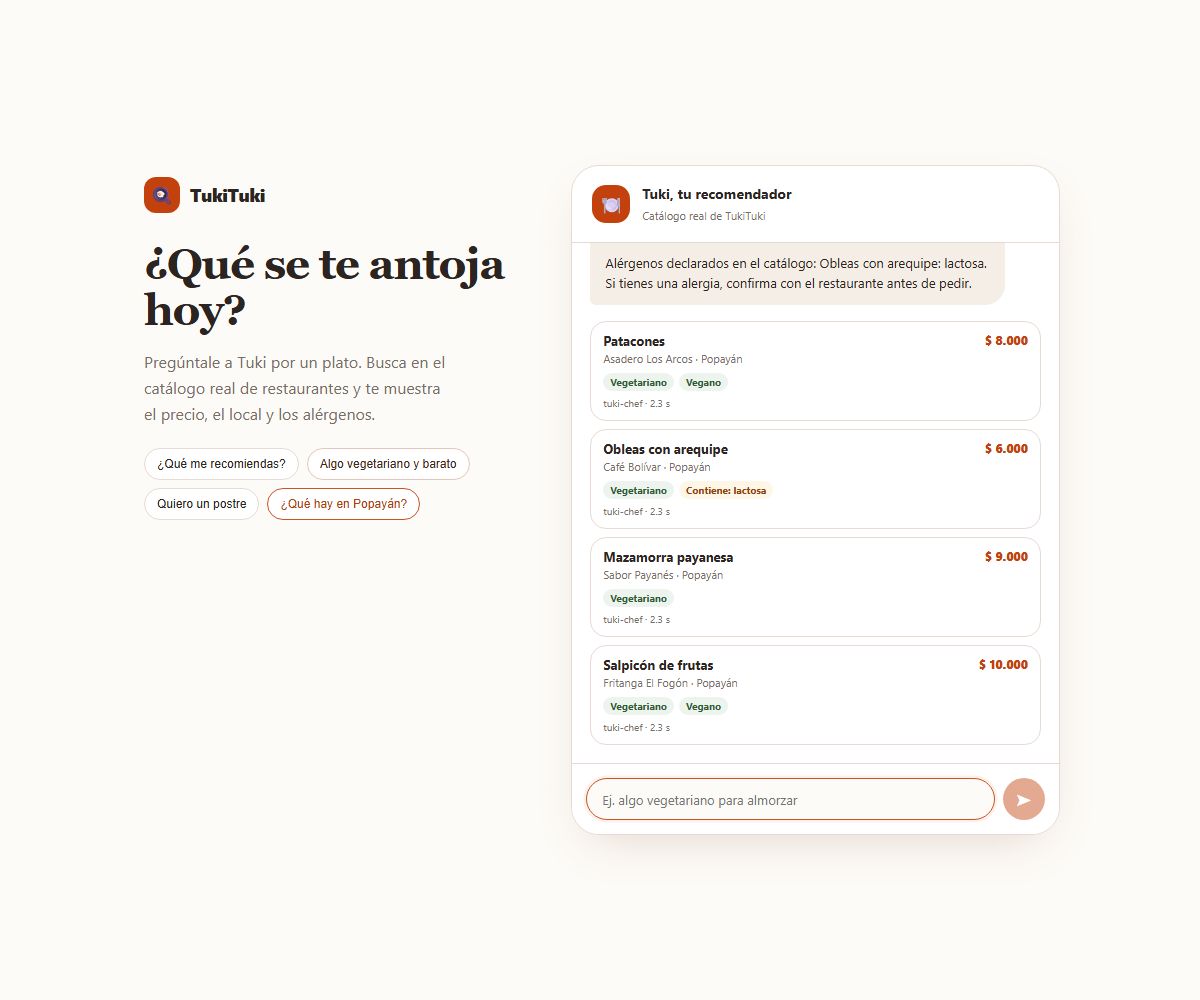 TukiTuki
¿Qué se te antoja
hoy?
Pregúntale a Tuki por un plato. Busca en el
catálogo real de restaurantes y te muestra
el precio, el local y los alérgenos.
¿Qué me recomiendas?
Algo vegetariano y barato
Quiero un postre
¿Qué hay en Popayán?
Tuki, tu recomendador
Catálogo real de TukiTuki
Alérgenos declarados en el catálogo: Obleas con arequipe: lactosa.
Si tienes una alergia, confirma con el restaurante antes de pedir.
Patacones $ 8.000
Asadero Los Arcos · Popayán
Vegetariano Vegano
tuki-chef · 2.3 s
Obleas con arequipe $ 6.000
Café Bolívar · Popayán
Vegetariano Contiene: lactosa
tuki-chef · 2.3 s
Mazamorra payanesa $ 9.000
Sabor Payanés · Popayán
Vegetariano
tuki-chef · 2.3 s
Salpicón de frutas $ 10.000
Fritanga El Fogón · Popayán
Vegetariano Vegano
tuki-chef · 2.3 s
Ej. algo vegetariano para almorzar